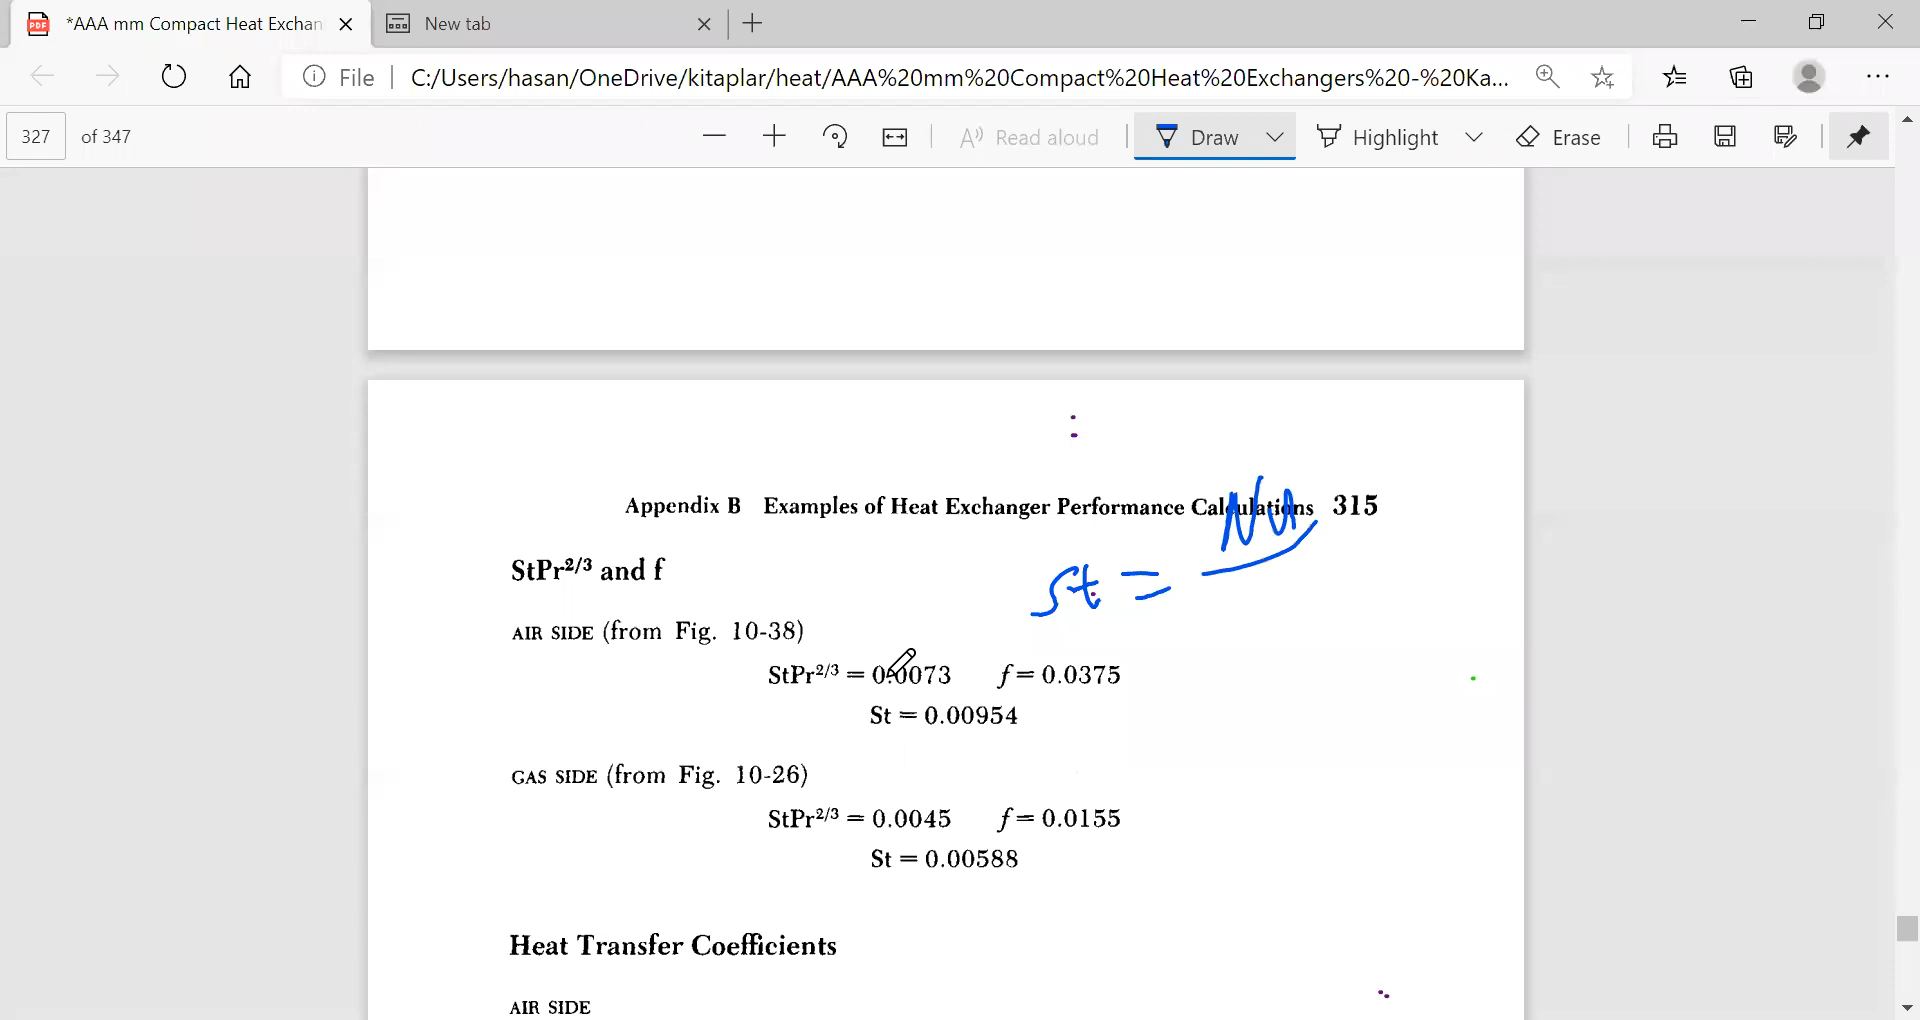 *AAA mm Compact Heat Exchan
New tab
File
C:/Users/hasan/OneDrive/kitaplar/heat/AAA%20mm%20Compact%20Heat%20Exchangers%20-%20Ka...
327 of 347
Read aloud
Draw
Highlight
Erase
Appendix B Examples of Heat Exchanger Performance Calculations 315
Nu
St =
StPr²/³ and f
AIR SIDE (from Fig. 10-38)
StPr²/³ = 0.0073 f = 0.0375
St = 0.00954
GAS SIDE (from Fig. 10-26)
StPr²/³ = 0.0045 f = 0.0155
St = 0.00588
Heat Transfer Coefficients
AIR SIDE